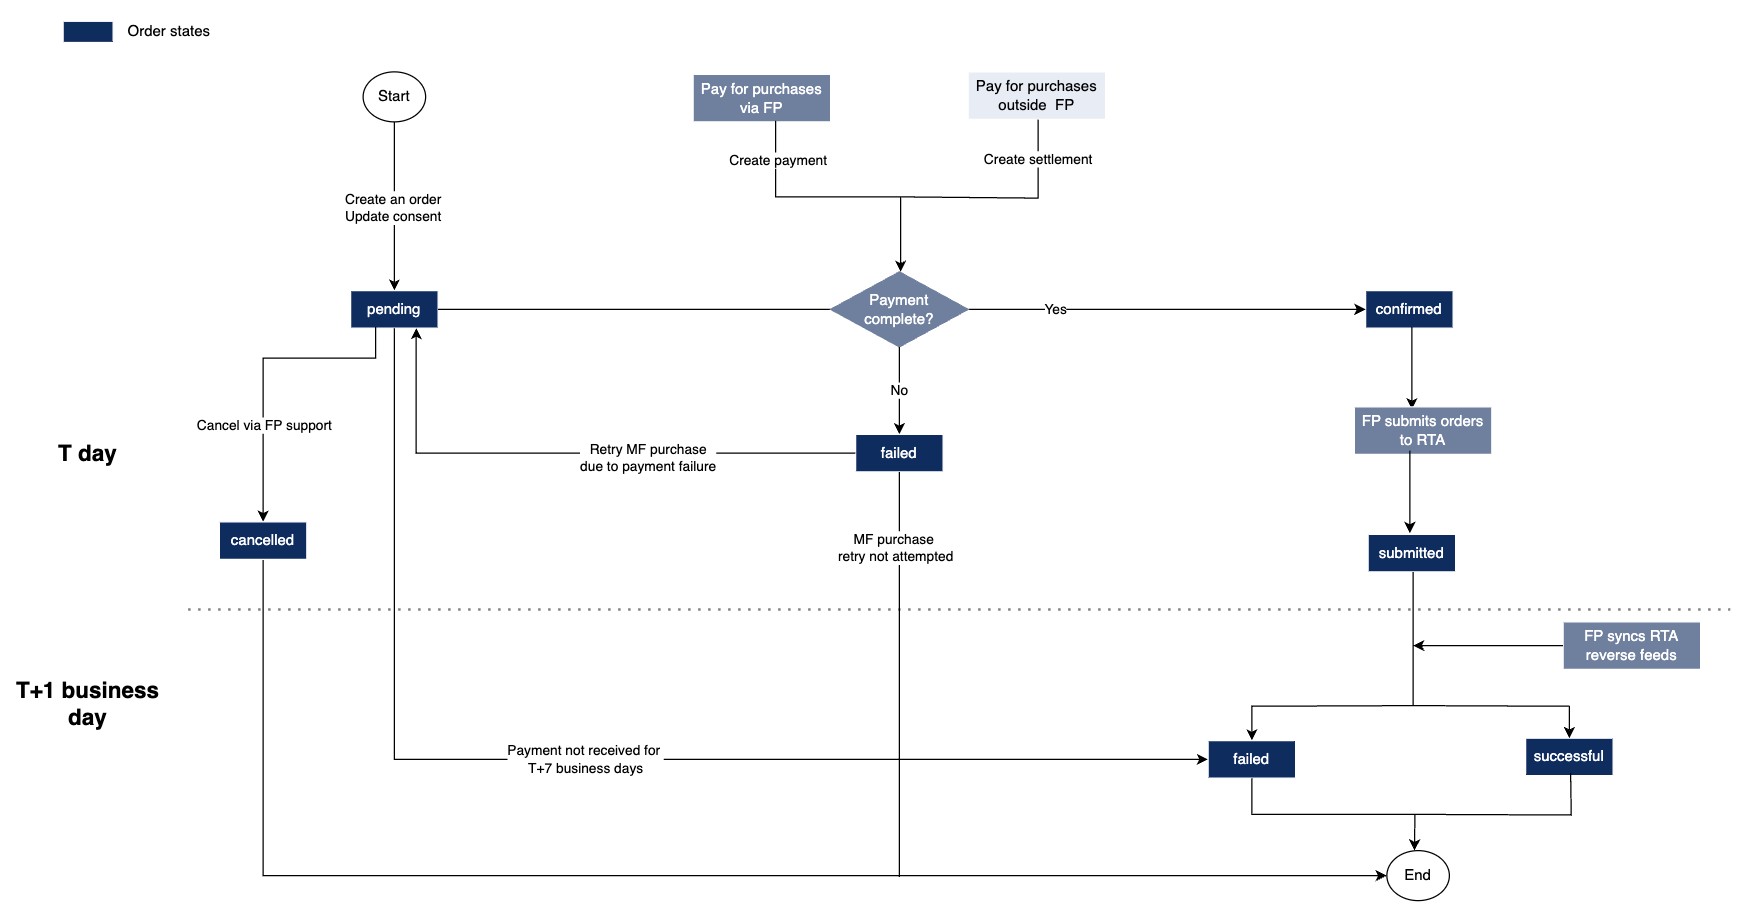 Order states
Start
Pay for purchases
via FP
Pay for purchases
outside FP
Create payment
Create settlement
Create an order
Update consent
pending
Payment
complete?
Yes
confirmed
No
Cancel via FP support
FP submits orders
to RTA
T day
Retry MF purchase
due to payment failure
failed
cancelled
MF purchase
retry not attempted
submitted
FP syncs RTA
reverse feeds
T+1 business
day
Payment not received for
T+7 business days
failed
successful
End